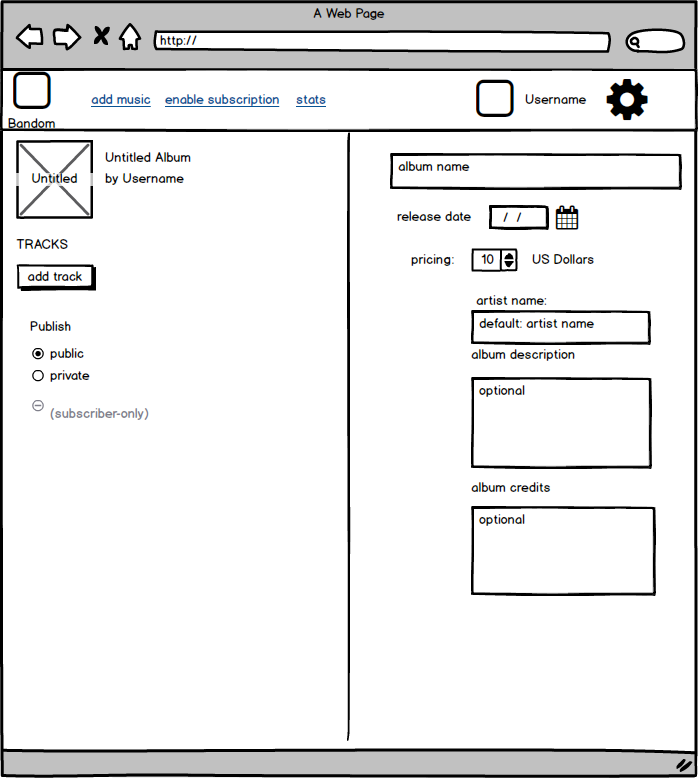 A Web Page
http://
Bandom
add music enable subscription stats
Username
Untitled
Untitled Album
by Username
TRACKS
add track
Publish
public
private
(subscriber-only)
album name
release date / /
pricing: 10 US Dollars
artist name:
default: artist name
album description
optional
album credits
optional